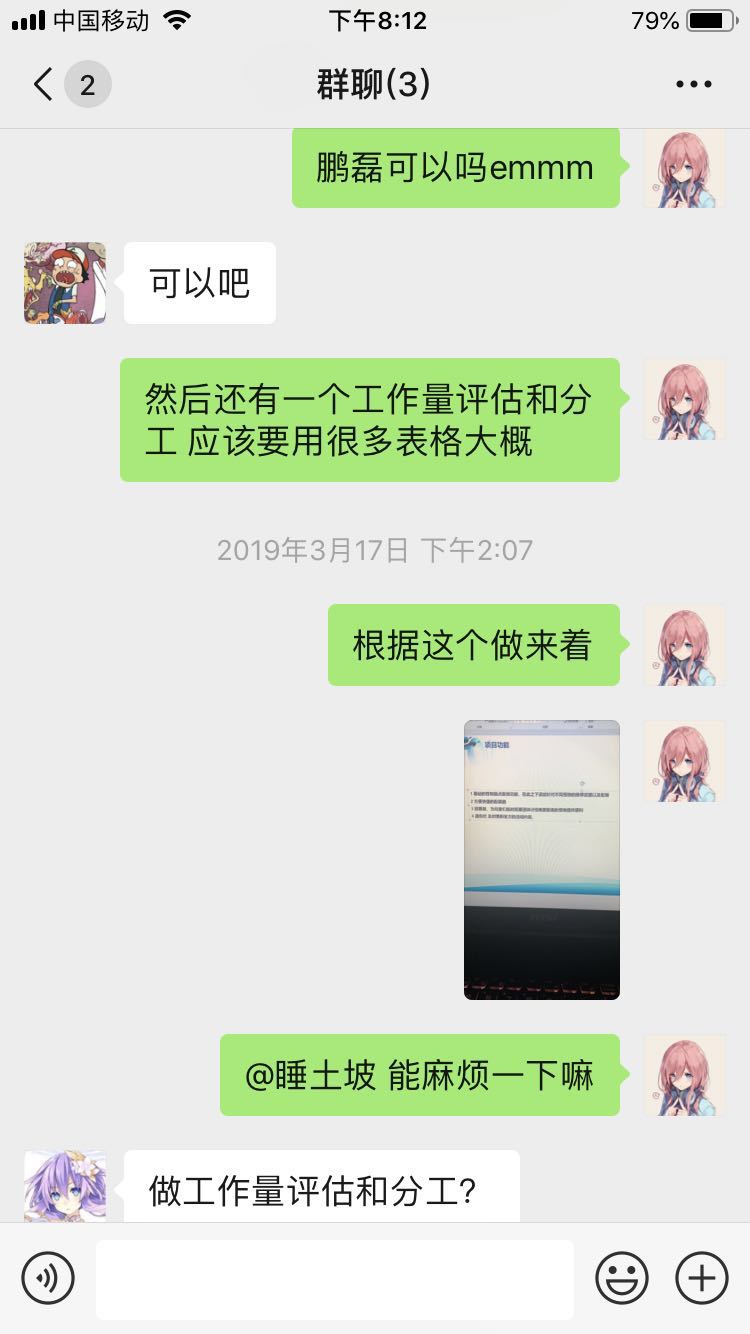 中国移动 下午8:12 79%
2 群聊(3)
鹏磊可以吗emmm
可以吧
然后还有一个工作量评估和分
工 应该要用很多表格大概
2019年3月17日 下午2:07
根据这个做来着
项目功能
@睡土坡 能麻烦一下嘛
做工作量评估和分工?